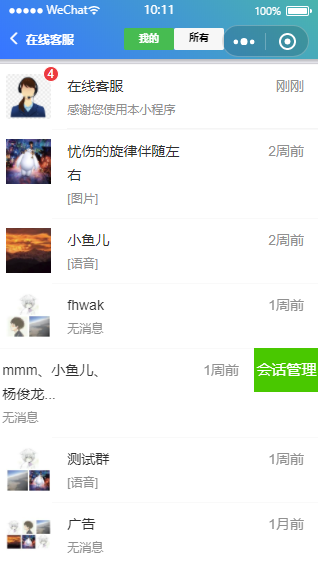 WeChat 10:11 100%
在线客服 我的 所有
4
在线客服 刚刚
感谢您使用本小程序
忧伤的旋律伴随左 2周前
右
[图片]
小鱼儿 2周前
[语音]
fhwak 1周前
无消息
mmm、小鱼儿、 1周前 会话管理
杨俊龙...
无消息
测试群 1周前
[语音]
广告 1月前
无消息